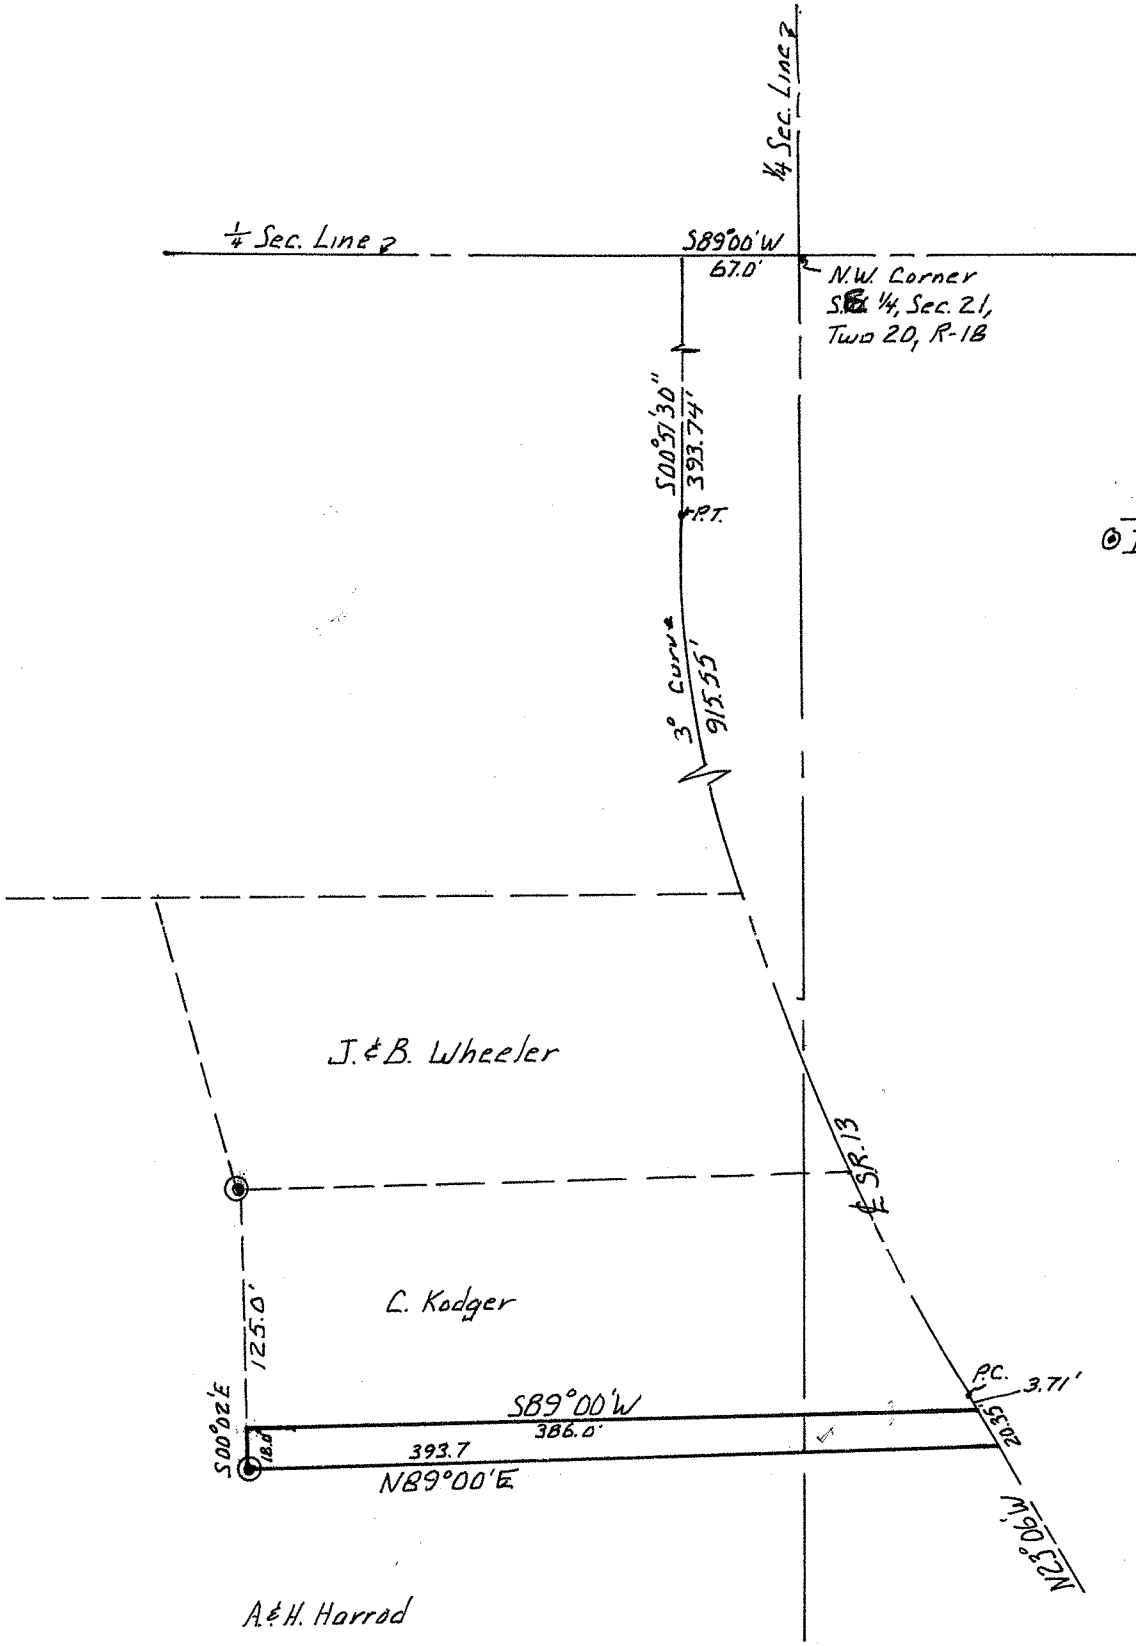 ¼ Sec. Line
¼ Sec. Line
S89°00'W
67.0'
N.W. Corner
S.E. ¼, Sec. 21,
Twp 20, R-18
S00°51'30"
393.74'
P.T.
3° Curve
915.55'
J. & B. Wheeler
℄ SR. 13
C. Kodger
125.0'
P.C.
3.71'
S89°00'W
386.0'
20.35'
S00°02'E
18.0'
393.7
N89°00'E
N23°06'W
A. & H. Harrod